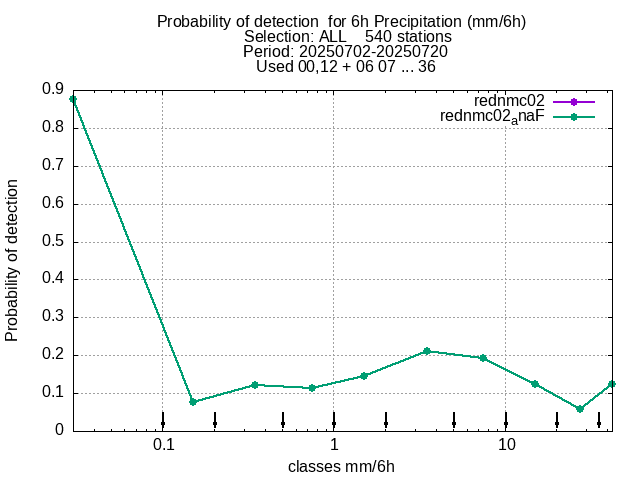 Probability of detection  for 6h Precipitation (mm/6h)
Selection: ALL    540 stations
Period: 20250702-20250720
Used 00,12 + 06 07 ... 36
rednmc02
rednmc02anaF
Probability of detection
0.9
0.8
0.7
0.6
0.5
0.4
0.3
0.2
0.1
0
0.1
1
10
classes mm/6h